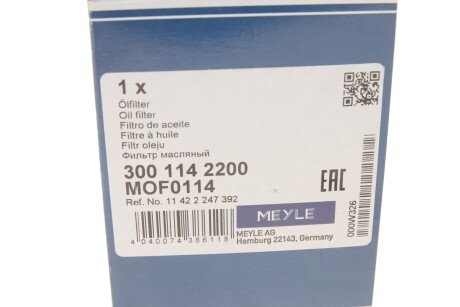 1 x
Ölfilter
Oil filter
Filtro de aceite
Filtre à huile
Filtr oleju
Фильтр масляный
300 114 2200
MOF0114
Ref. No. 11 42 2 247 392
EAC
MEYLE
4 040074 386118
MEYLE AG
Hamburg 22143, Germany
000W326